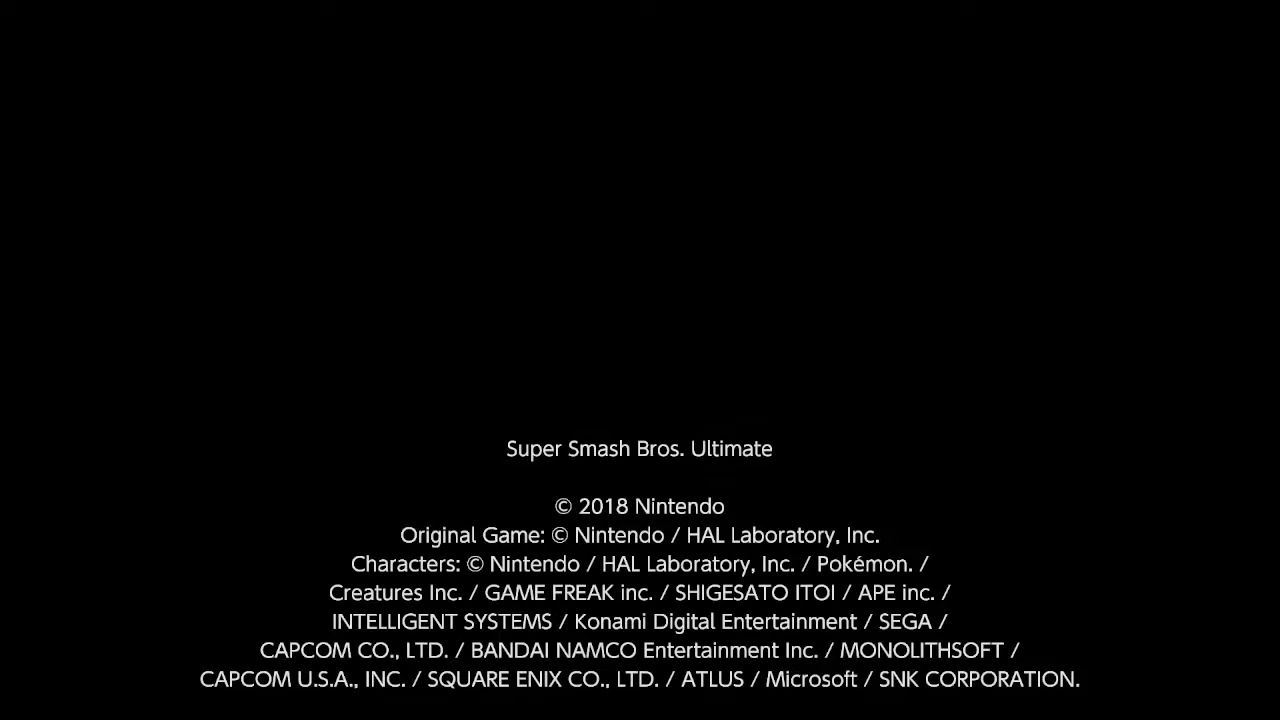 Super Smash Bros. Ultimate
© 2018 Nintendo
Original Game: © Nintendo / HAL Laboratory, Inc.
Characters: © Nintendo / HAL Laboratory, Inc. / Pokémon. /
Creatures Inc. / GAME FREAK inc. / SHIGESATO ITOI / APE inc. /
INTELLIGENT SYSTEMS / Konami Digital Entertainment / SEGA /
CAPCOM CO., LTD. / BANDAI NAMCO Entertainment Inc. / MONOLITHSOFT /
CAPCOM U.S.A., INC. / SQUARE ENIX CO., LTD. / ATLUS / Microsoft / SNK CORPORATION.